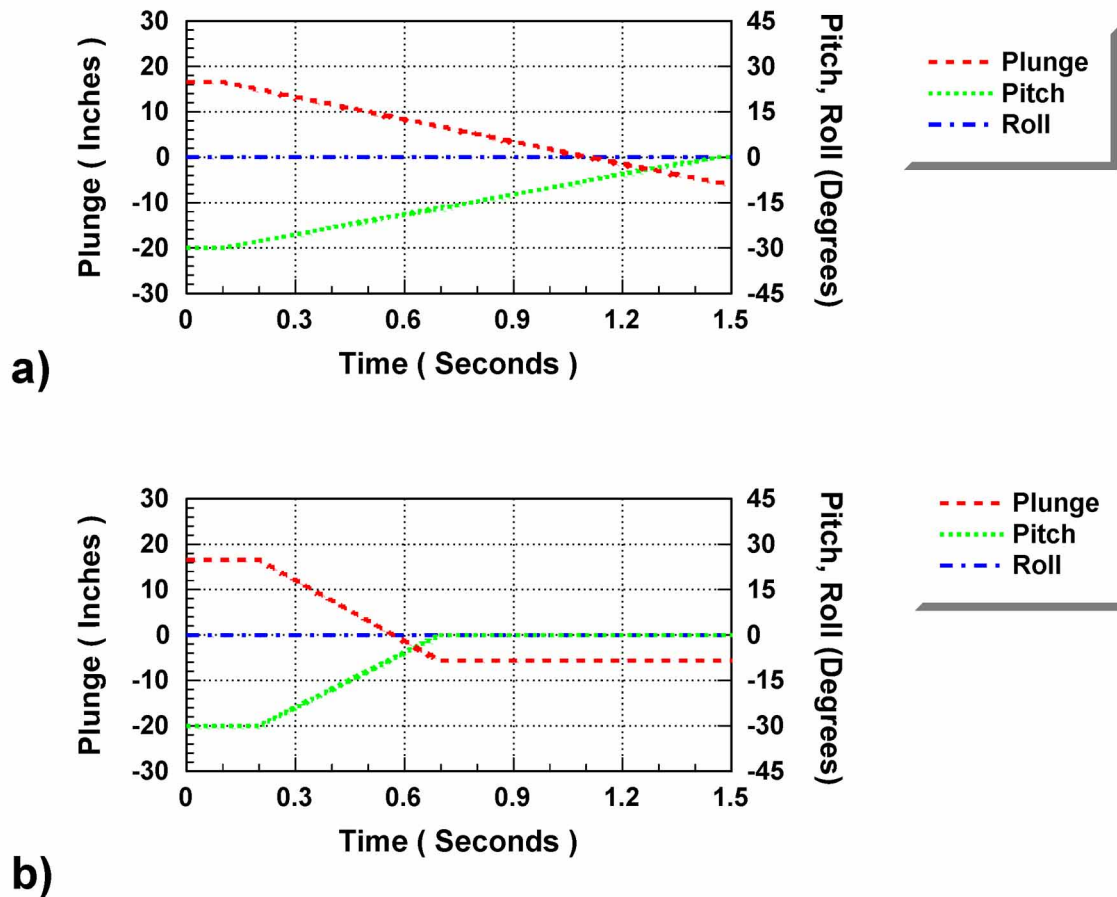 30 45
20 30
10 15
0 0
-10 -15
-20 -30
-30 -45
0 0.3 0.6 0.9 1.2 1.5
Plunge ( Inches )
Pitch, Roll (Degrees)
Time ( Seconds )
Plunge
Pitch
Roll
a)
30 45
20 30
10 15
0 0
-10 -15
-20 -30
-30 -45
0 0.3 0.6 0.9 1.2 1.5
Plunge ( Inches )
Pitch, Roll (Degrees)
Time ( Seconds )
Plunge
Pitch
Roll
b)